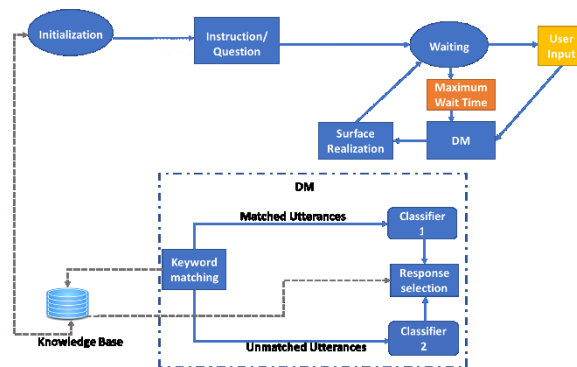 Initialization
Instruction/
Question
Waiting
User
Input
Maximum
Wait Time
Surface
Realization
DM
DM
Matched Utterances
Classifier
1
Keyword
matching
Response
selection
Knowledge Base
Unmatched Utterances
Classifier
2